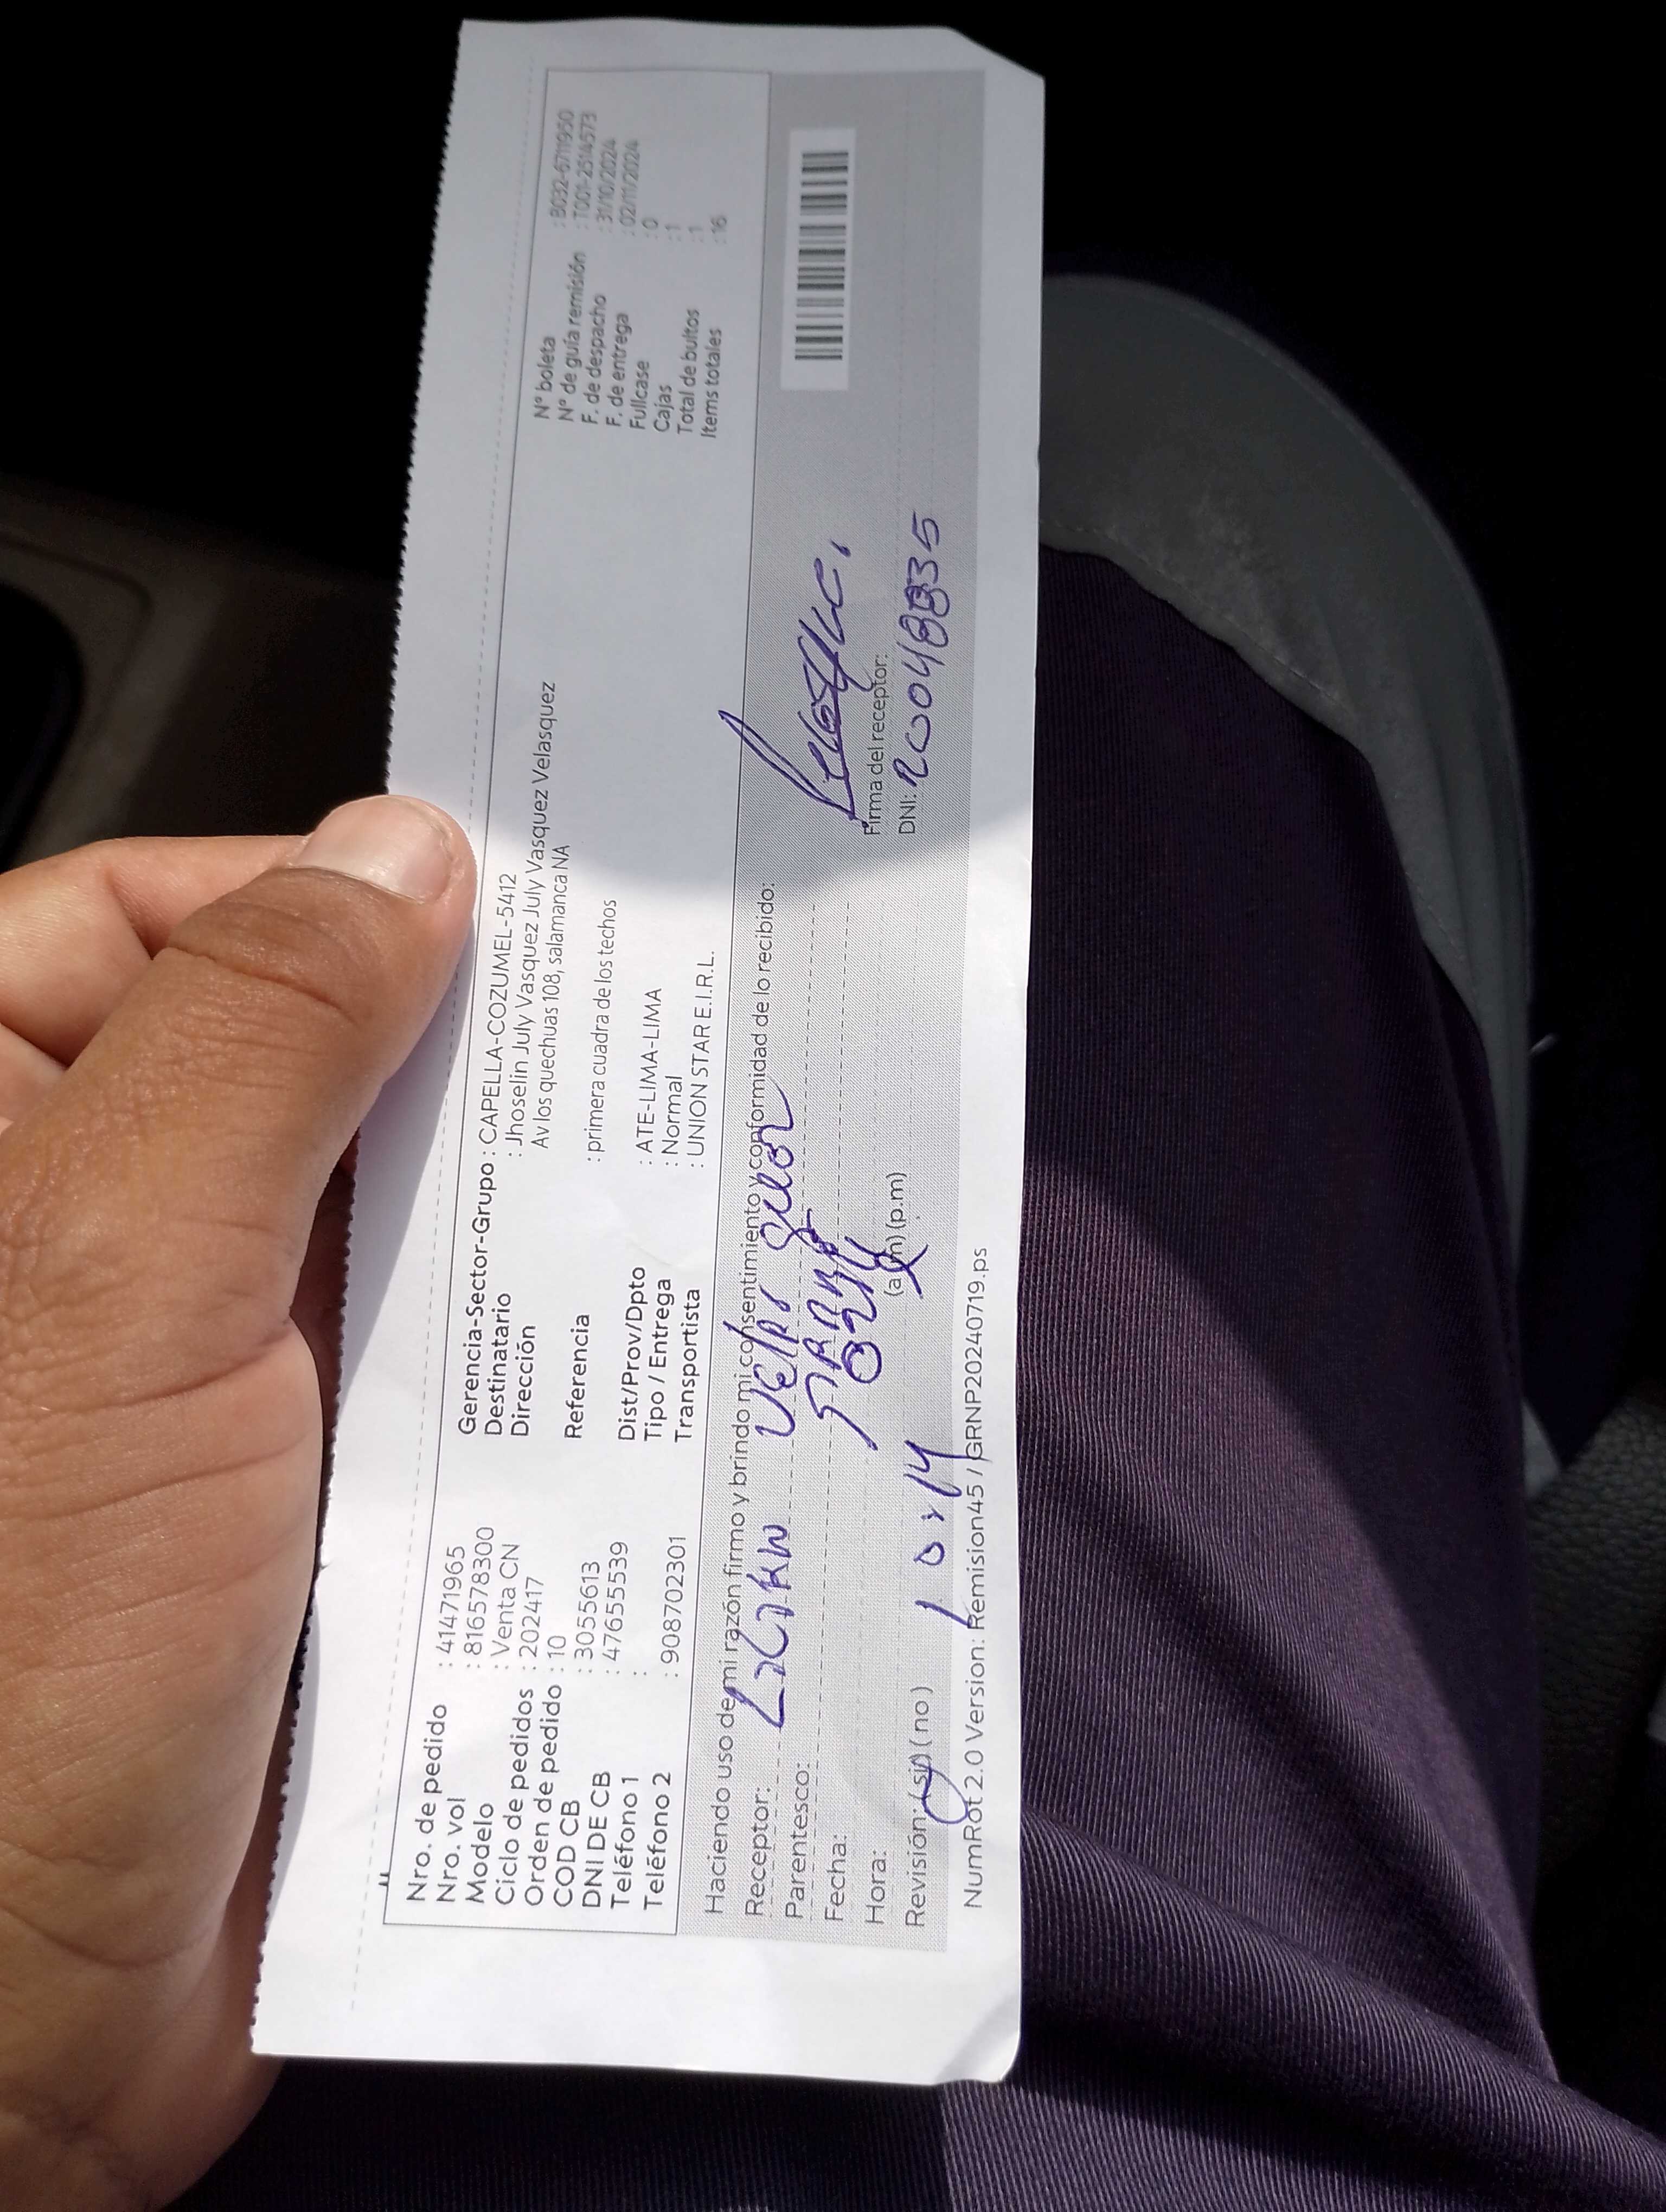 Nro. de pedido : 41471965
Nro. vol : 816578300
Modelo : Venta CN
Ciclo de pedidos : 202417
Orden de pedido : 10
COD CB : 3055613
DNI DE CB : 47655539
Teléfono 1 :
Teléfono 2 : 908702301
Gerencia-Sector-Grupo : CAPELLA-COZUMEL-5412
Destinatario : Jhoselin July Vasquez July Vasquez Velasquez
Dirección Av los quechuas 108, salamanca NA
Referencia : primera cuadra de los techos
Dist/Prov/Dpto : ATE-LIMA-LIMA
Tipo / Entrega : Normal
Transportista : UNION STAR E.I.R.L.
N° boleta : B032-6711950
N° de guía remisión : T001-2514573
F. de despacho : 31/10/2024
F. de entrega : 02/11/2024
Fullcase : 0
Cajas : 1
Total de bultos : 1
Items totales : 16
Haciendo uso de mi razón firmo y brindo mi consentimiento y conformidad de lo recibido:
Receptor:
Parentesco:
Fecha:
Hora: (a.m) (p.m)
Revisión: (si) (no)
Firma del receptor:
DNI:
NumRot 2.0 Version: Remision45 / GRNP20240719.ps